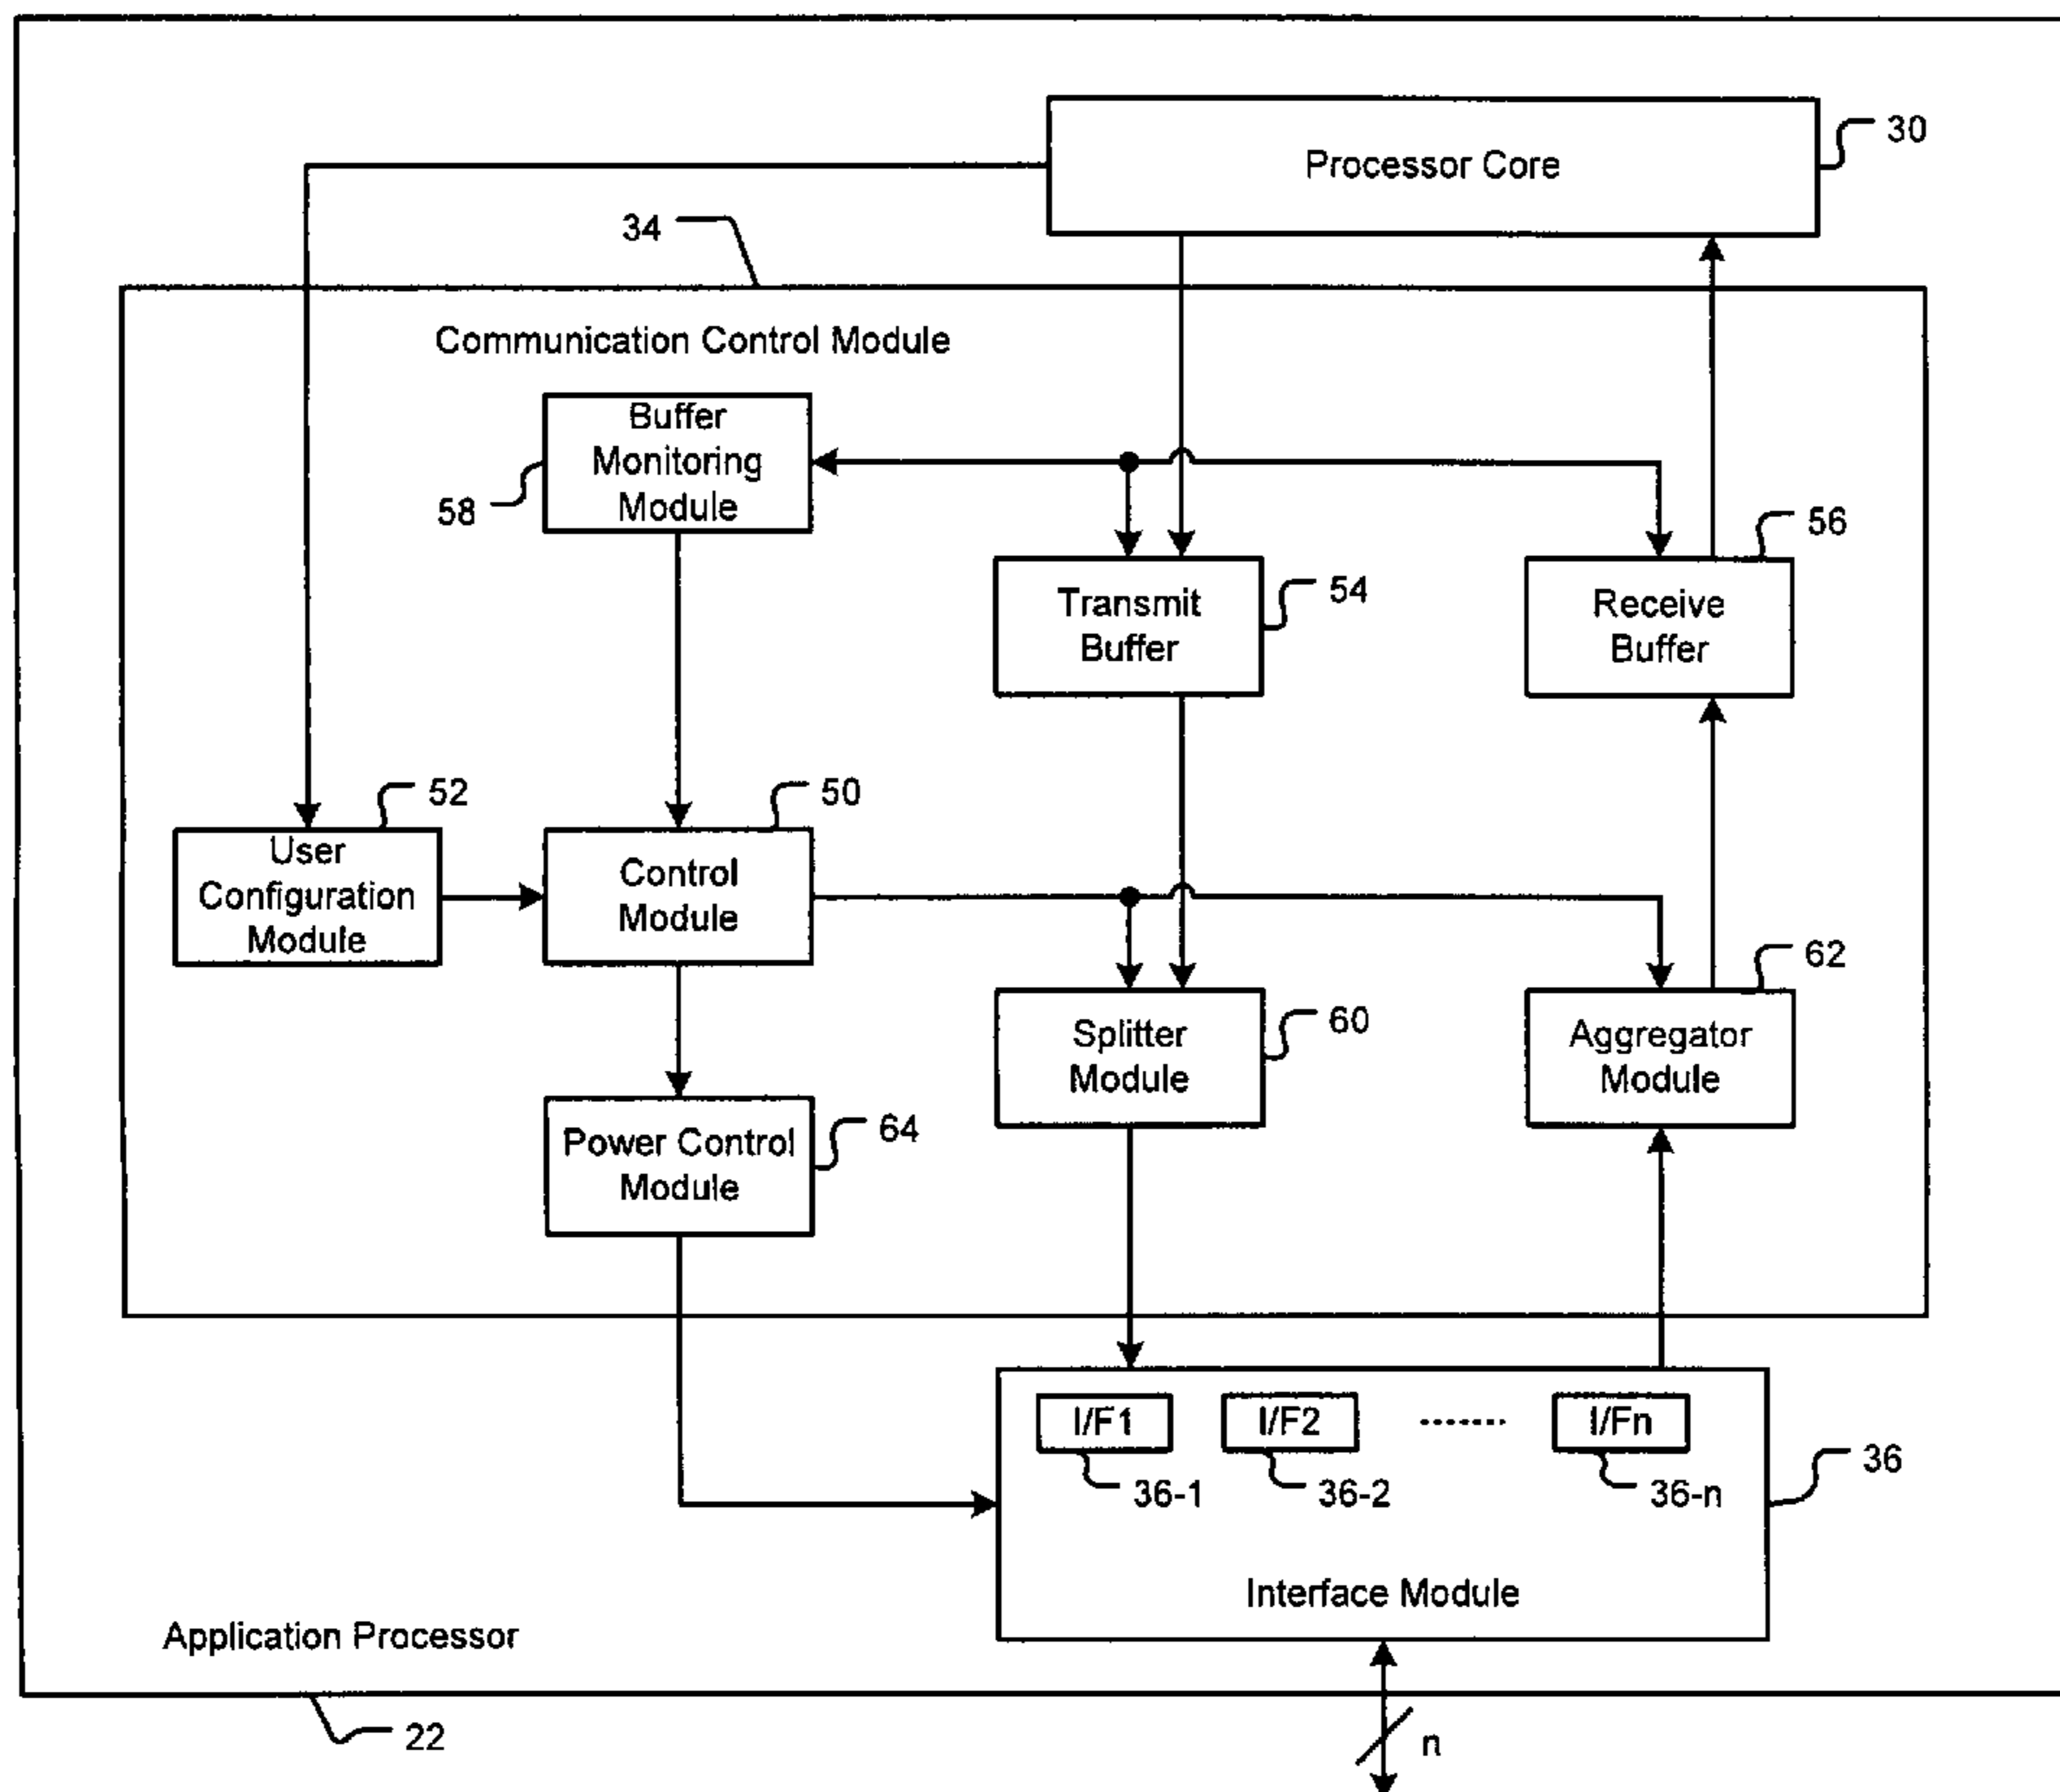 Processor Core
30
34
Communication Control Module
Buffer
Monitoring
Module
58
56
Transmit
Buffer
54
Receive
Buffer
52
50
User
Configuration
Module
Control
Module
62
Splitter
Module
60
Aggregator
Module
Power Control
Module
64
I/F1
I/F2
.......
I/Fn
36-1
36-2
36-n
36
Interface Module
Application Processor
22
n